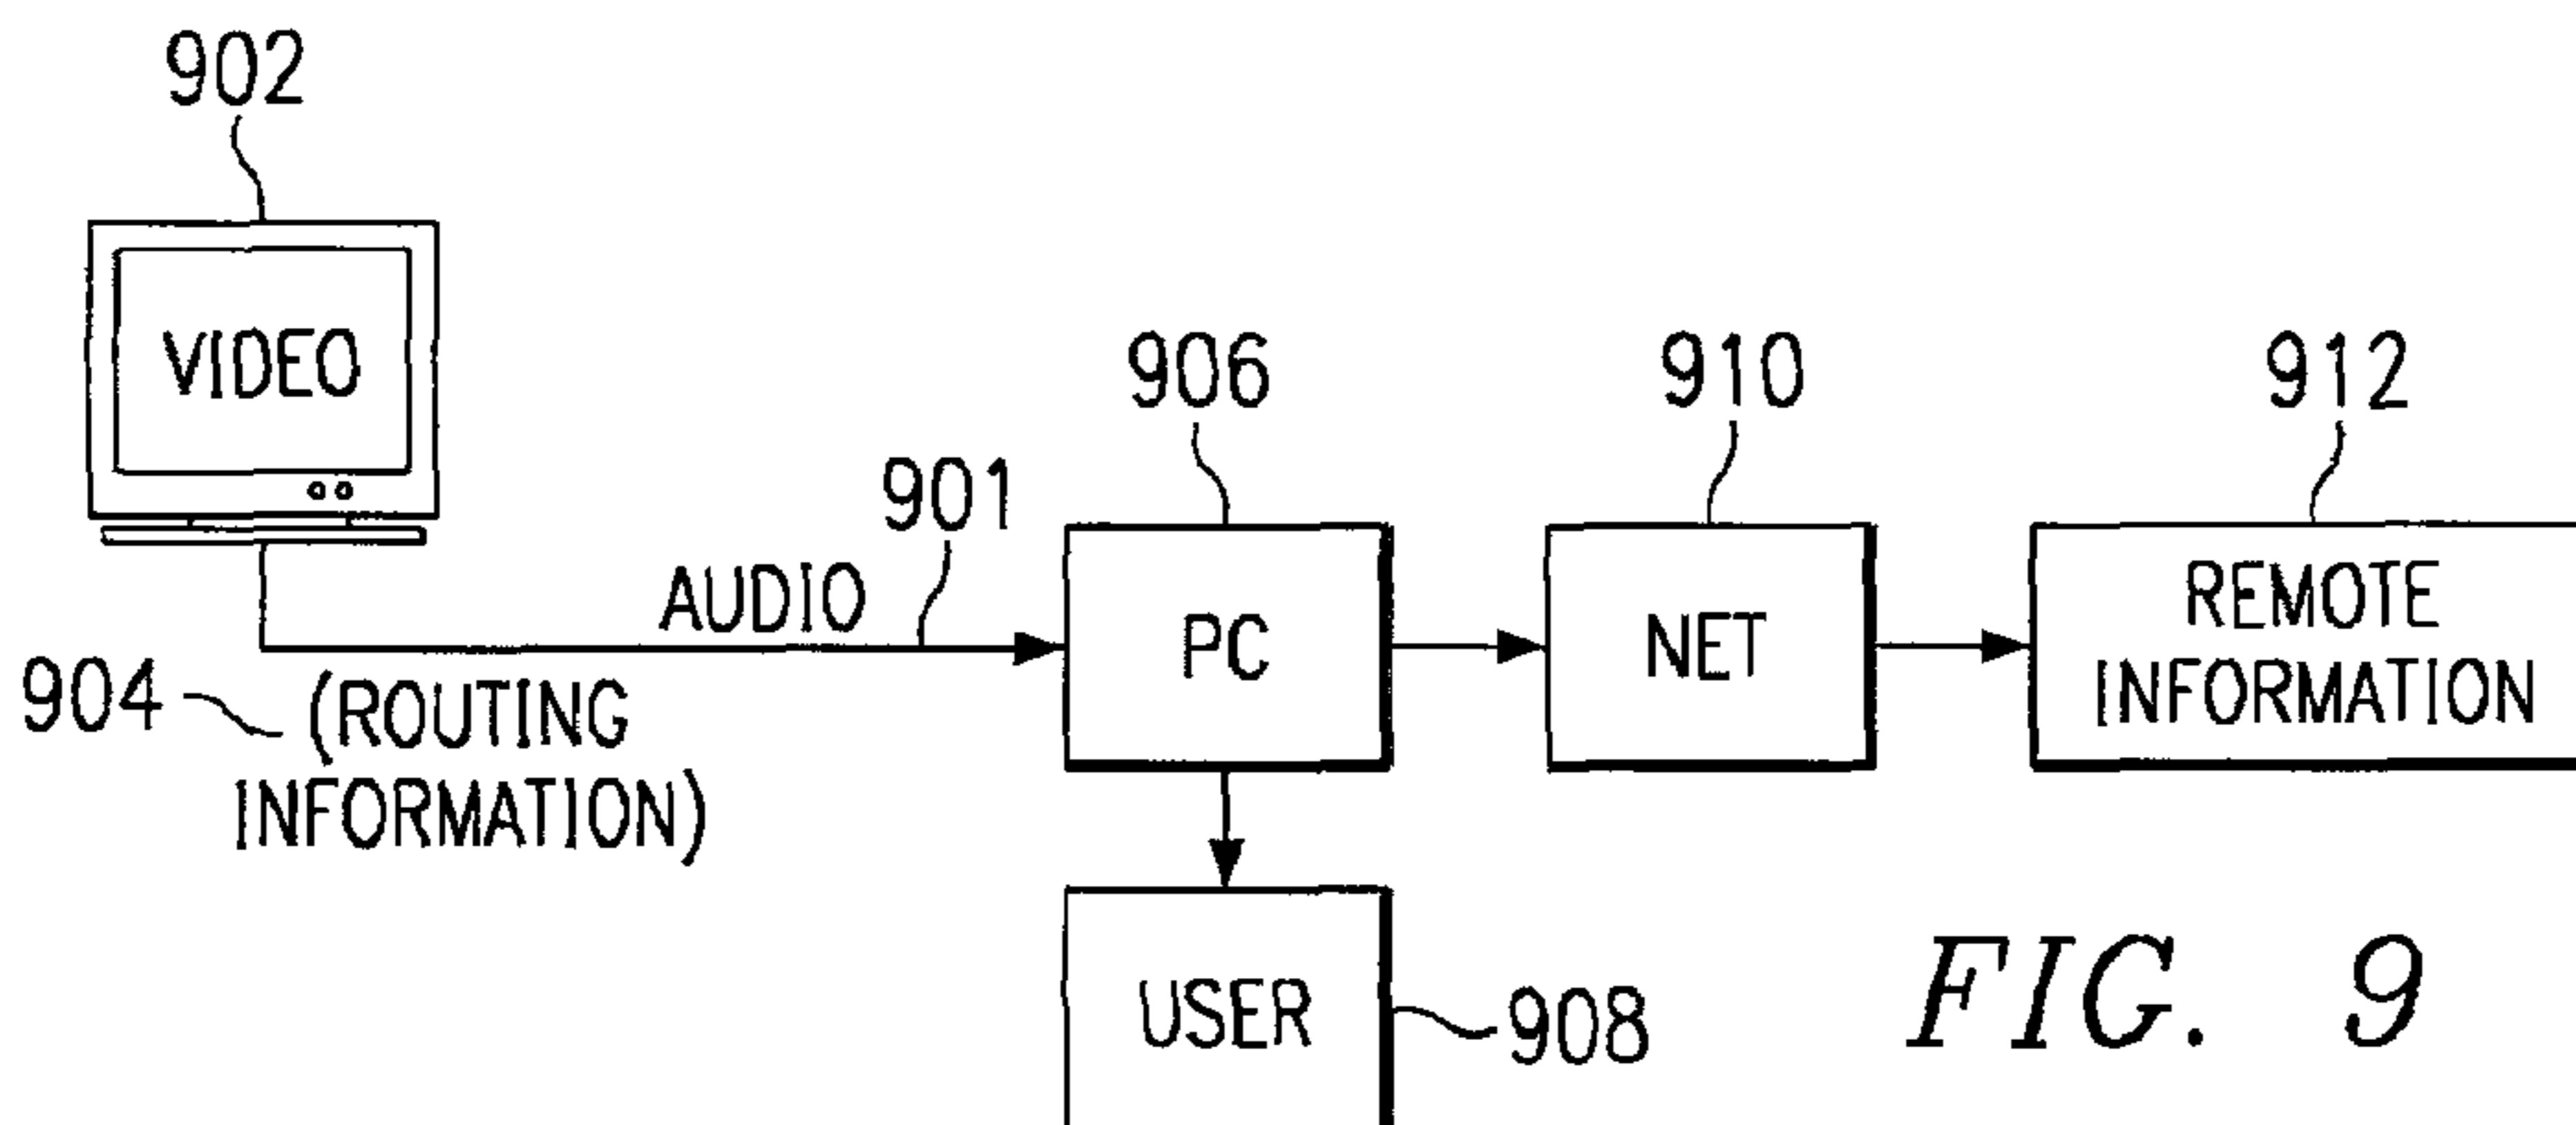 902
VIDEO
906
910
912
901
AUDIO
PC
NET
REMOTE
INFORMATION
904
(ROUTING
INFORMATION)
USER
908
FIG. 9